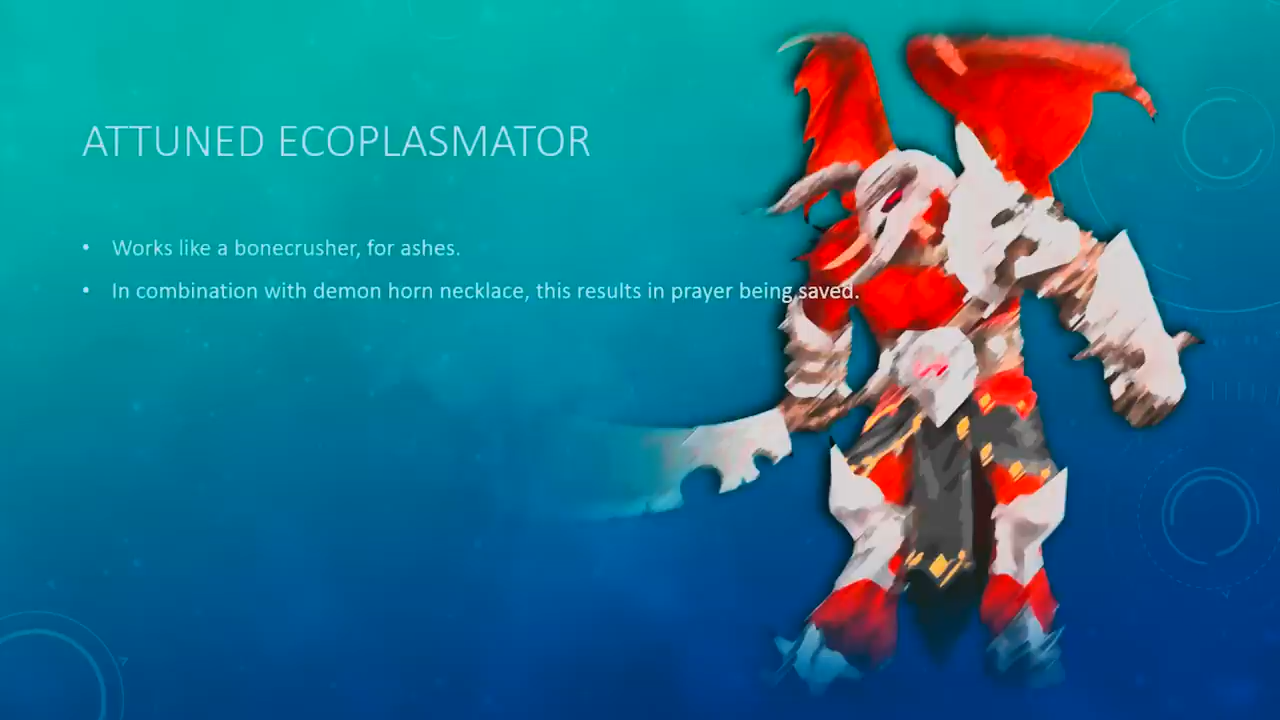 ATTUNED ECOPLASMATOR
• Works like a bonecrusher, for ashes.
• In combination with demon horn necklace, this results in prayer being saved.